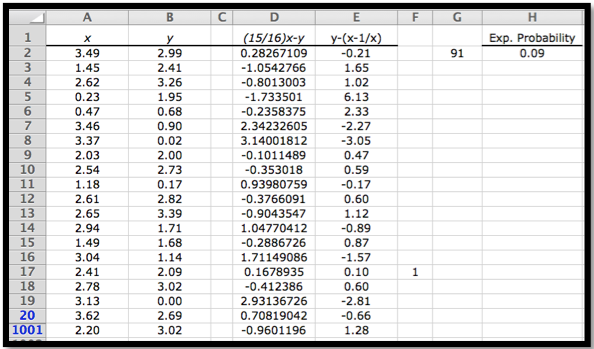 A B C D E F G H
1 x y (15/16)x-y y-(x-1/x) Exp. Probability
2 3.49 2.99 0.28267109 -0.21 91 0.09
3 1.45 2.41 -1.0542766 1.65
4 2.62 3.26 -0.8013003 1.02
5 0.23 1.95 -1.733501 6.13
6 0.47 0.68 -0.2358375 2.33
7 3.46 0.90 2.34232605 -2.27
8 3.37 0.02 3.14001812 -3.05
9 2.03 2.00 -0.1011489 0.47
10 2.54 2.73 -0.353018 0.59
11 1.18 0.17 0.93980759 -0.17
12 2.61 2.82 -0.3766091 0.60
13 2.65 3.39 -0.9043547 1.12
14 2.94 1.71 1.04770412 -0.89
15 1.49 1.68 -0.2886726 0.87
16 3.04 1.14 1.71149086 -1.57
17 2.41 2.09 0.1678935 0.10 1
18 2.78 3.02 -0.412386 0.60
19 3.13 0.00 2.93136726 -2.81
20 3.62 2.69 0.70819042 -0.66
1001 2.20 3.02 -0.9601196 1.28